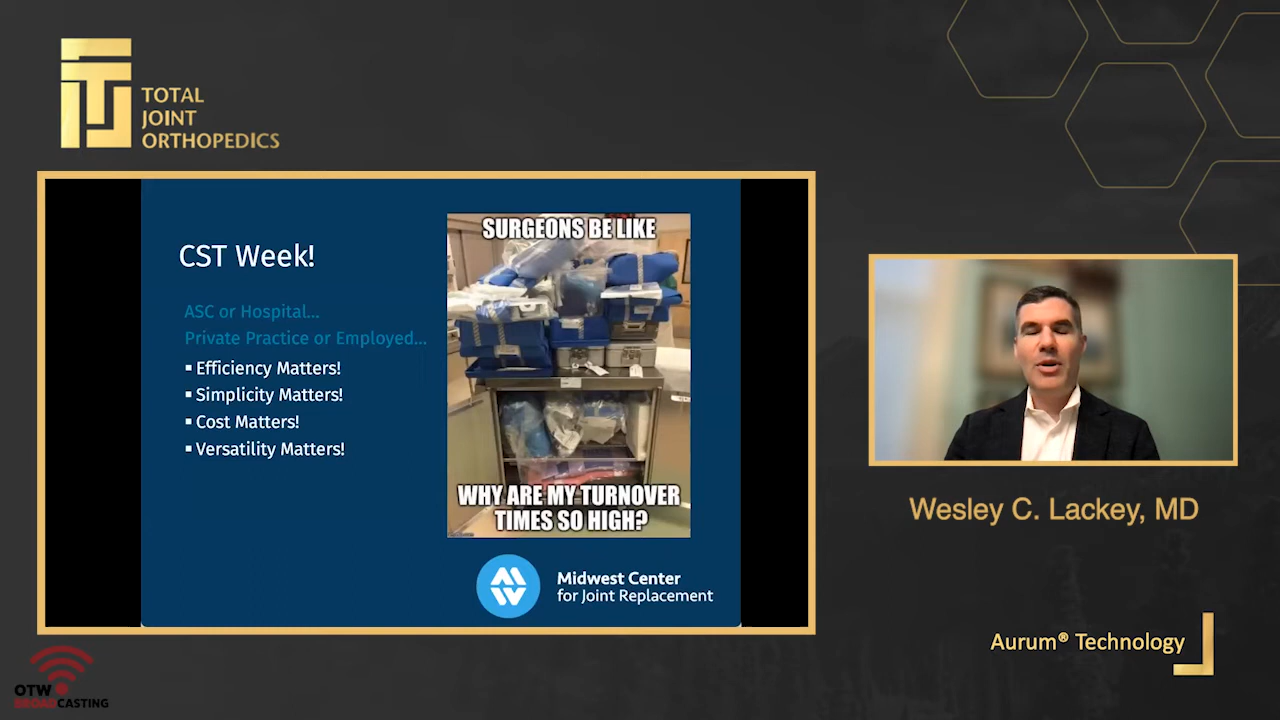 TOTAL
JOINT
ORTHOPEDICS
CST Week!
ASC or Hospital...
Private Practice or Employed...
▪ Efficiency Matters!
▪ Simplicity Matters!
▪ Cost Matters!
▪ Versatility Matters!
SURGEONS BE LIKE
WHY ARE MY TURNOVER
TIMES SO HIGH?
Midwest Center
for Joint Replacement
Wesley C. Lackey, MD
Aurum® Technology
OTW
BROADCASTING